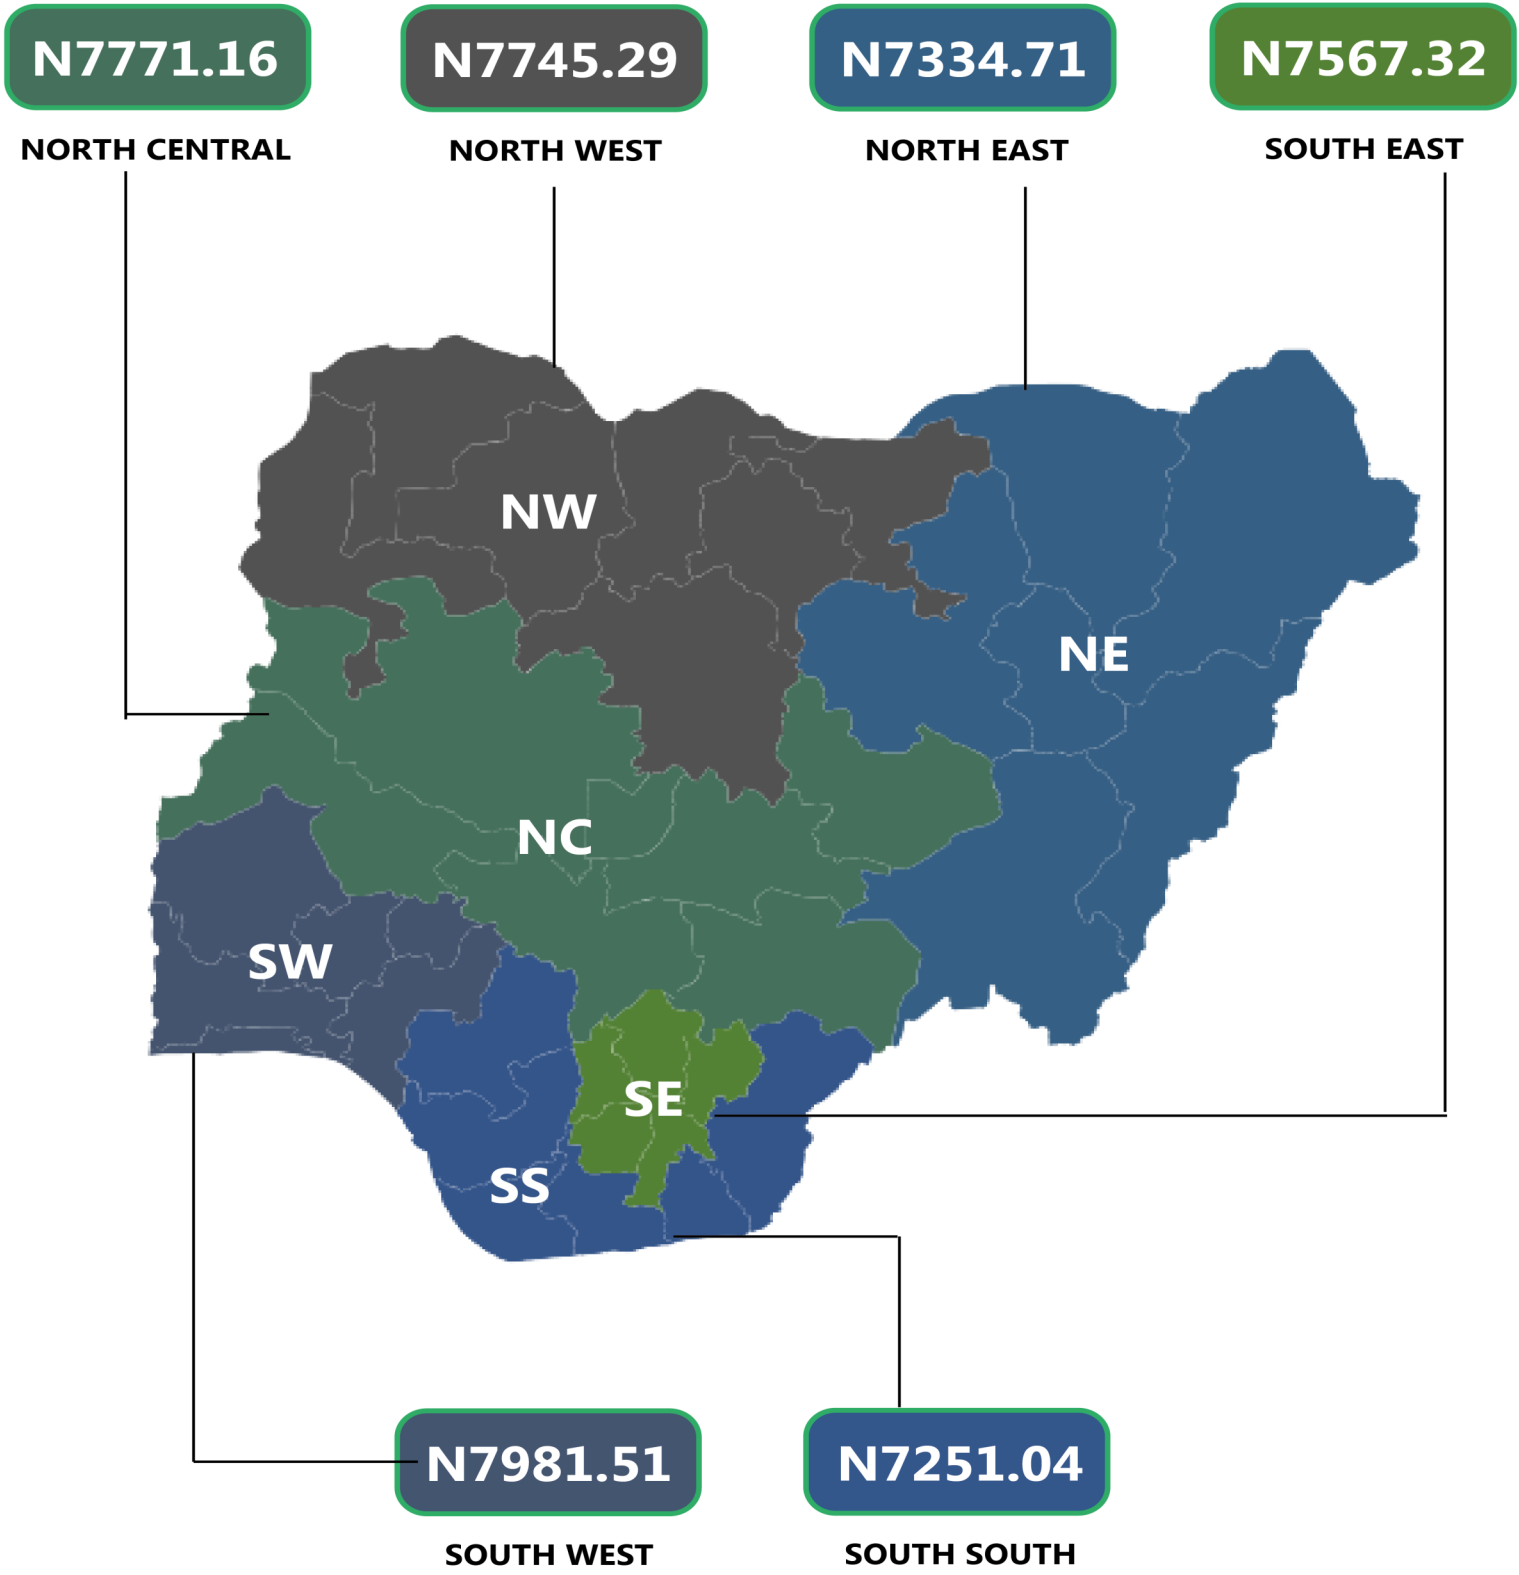 N7771.16
N7745.29
N7334.71
N7567.32
NORTH CENTRAL
NORTH WEST
NORTH EAST
SOUTH EAST
NW
NE
NC
SW
SE
SS
N7981.51
N7251.04
SOUTH WEST
SOUTH SOUTH